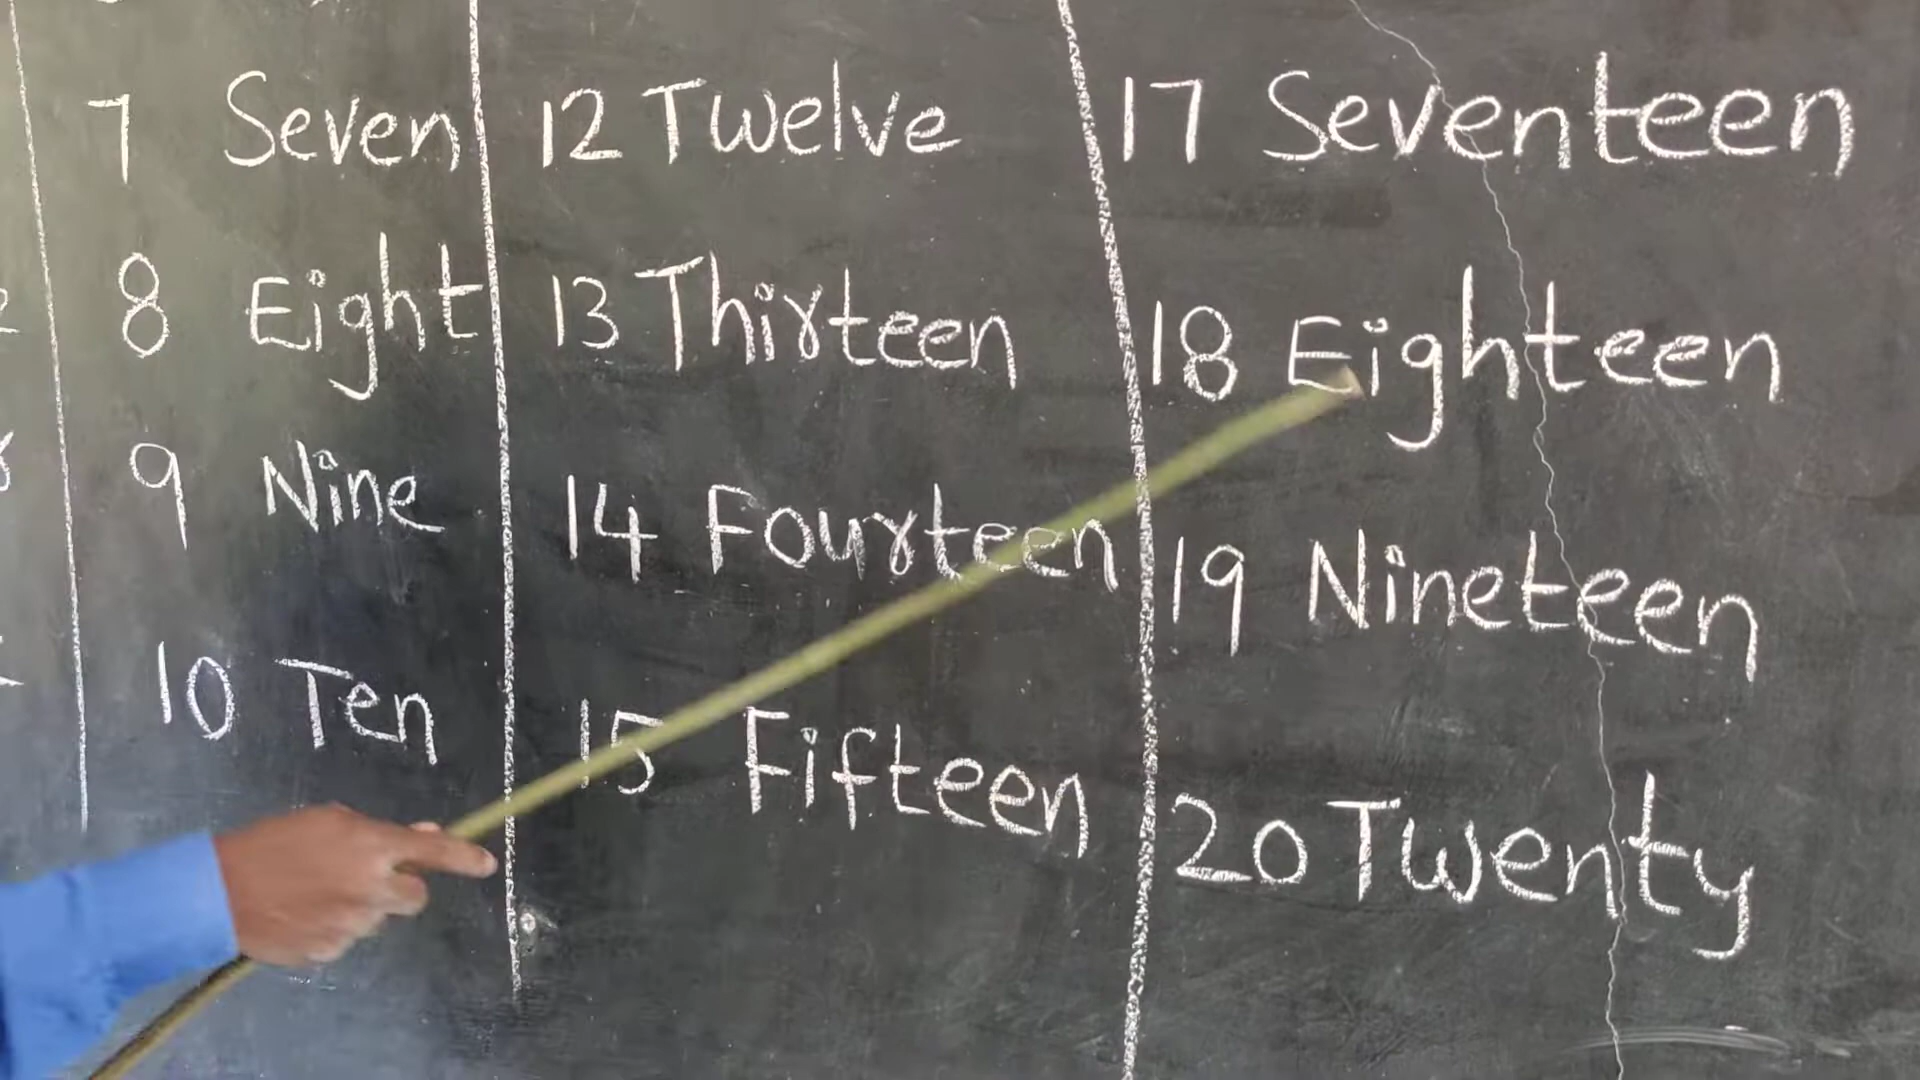 7 Seven
8 Eight
9 Nine
10 Ten
12 Twelve
13 Thirteen
14 Fourteen
15 Fifteen
17 Seventeen
18 Eighteen
19 Nineteen
20 Twenty